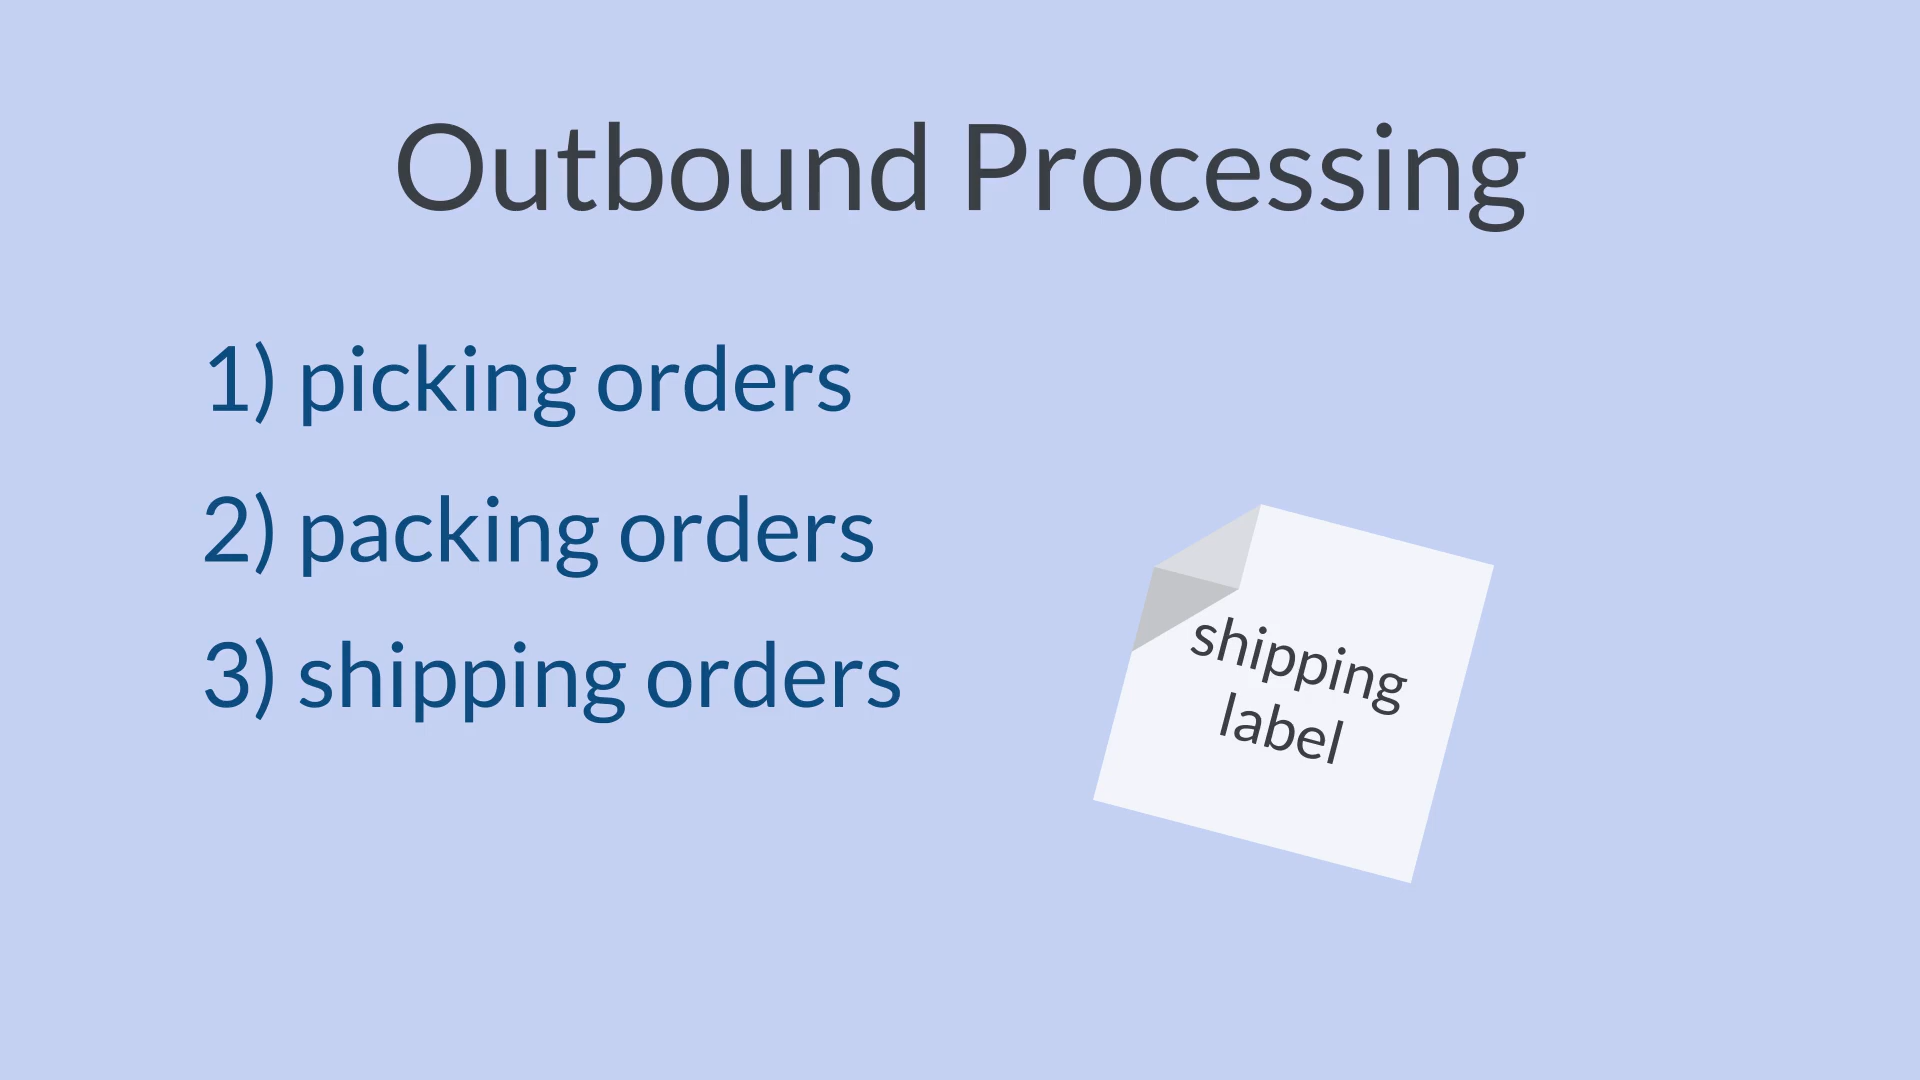 Outbound Processing
1) picking orders
2) packing orders
3) shipping orders
shipping
label